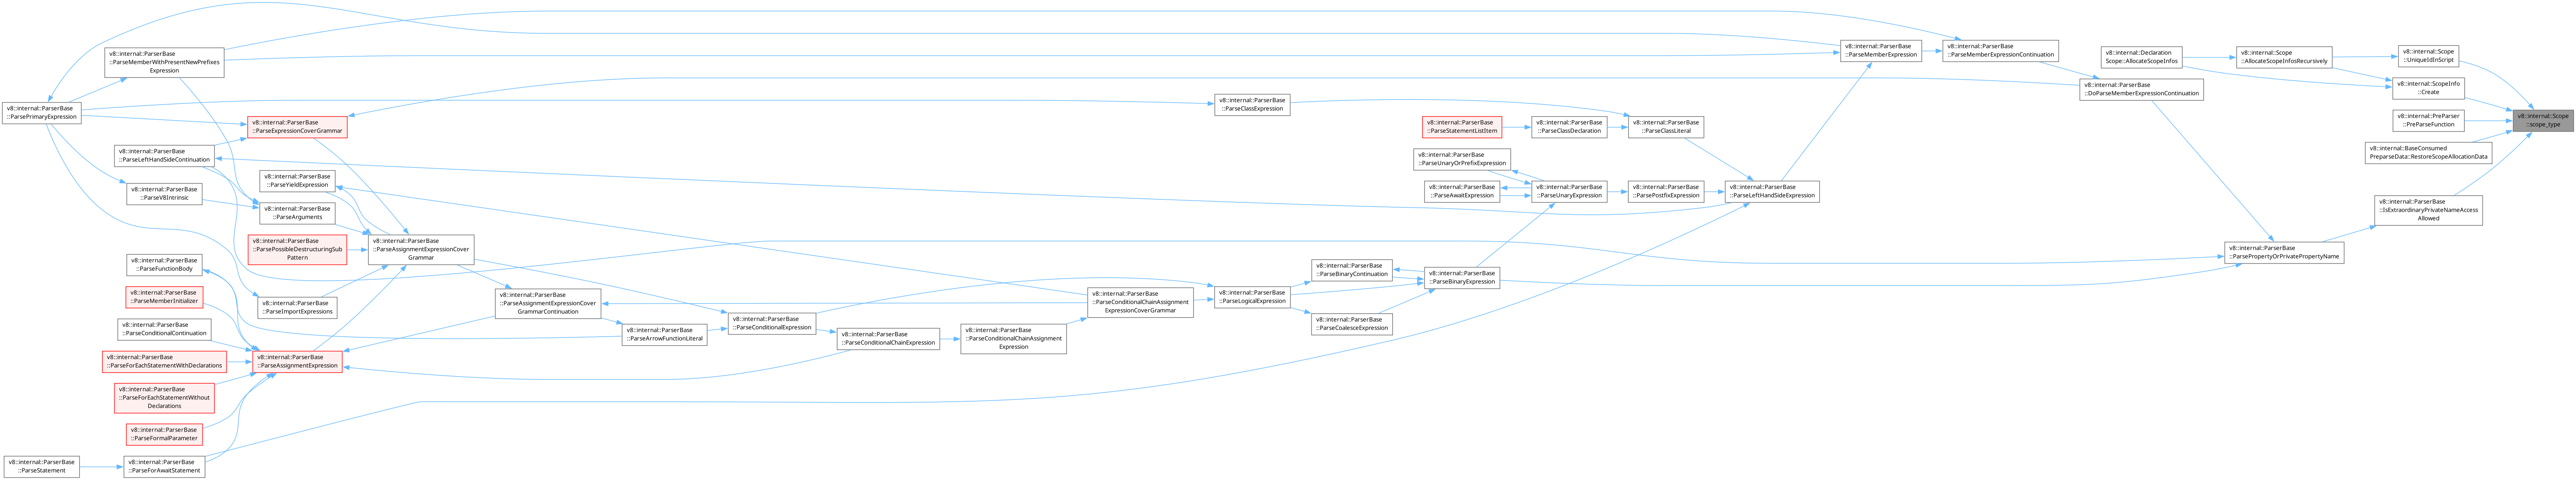 v8::internal::ParserBase
::ParsePrimaryExpression
v8::internal::ParserBase
::ParseMemberWithPresentNewPrefixes
Expression
v8::internal::ParserBase
::ParseLeftHandSideContinuation
v8::internal::ParserBase
::ParseV8Intrinsic
v8::internal::ParserBase
::ParseFunctionBody
v8::internal::ParserBase
::ParseMemberInitializer
v8::internal::ParserBase
::ParseConditionalContinuation
v8::internal::ParserBase
::ParseForEachStatementWithDeclarations
v8::internal::ParserBase
::ParseForEachStatementWithout
Declarations
v8::internal::ParserBase
::ParseFormalParameter
v8::internal::ParserBase
::ParseStatement
v8::internal::ParserBase
::ParseForAwaitStatement
v8::internal::ParserBase
::ParseExpressionCoverGrammar
v8::internal::ParserBase
::ParseYieldExpression
v8::internal::ParserBase
::ParseArguments
v8::internal::ParserBase
::ParsePossibleDestructuringSub
Pattern
v8::internal::ParserBase
::ParseImportExpressions
v8::internal::ParserBase
::ParseAssignmentExpression
v8::internal::ParserBase
::ParseAssignmentExpressionCover
Grammar
v8::internal::ParserBase
::ParseAssignmentExpressionCover
GrammarContinuation
v8::internal::ParserBase
::ParseArrowFunctionLiteral
v8::internal::ParserBase
::ParseConditionalExpression
v8::internal::ParserBase
::ParseConditionalChainExpression
v8::internal::ParserBase
::ParseConditionalChainAssignment
Expression
v8::internal::ParserBase
::ParseConditionalChainAssignment
ExpressionCoverGrammar
v8::internal::ParserBase
::ParseClassExpression
v8::internal::ParserBase
::ParseLogicalExpression
v8::internal::ParserBase
::ParseBinaryContinuation
v8::internal::ParserBase
::ParseCoalesceExpression
v8::internal::ParserBase
::ParseStatementListItem
v8::internal::ParserBase
::ParseUnaryOrPrefixExpression
v8::internal::ParserBase
::ParseAwaitExpression
v8::internal::ParserBase
::ParseBinaryExpression
v8::internal::ParserBase
::ParseClassDeclaration
v8::internal::ParserBase
::ParseUnaryExpression
v8::internal::ParserBase
::ParseClassLiteral
v8::internal::ParserBase
::ParsePostfixExpression
v8::internal::ParserBase
::ParseLeftHandSideExpression
v8::internal::ParserBase
::ParseMemberExpression
v8::internal::ParserBase
::ParseMemberExpressionContinuation
v8::internal::Declaration
Scope::AllocateScopeInfos
v8::internal::ParserBase
::DoParseMemberExpressionContinuation
v8::internal::ParserBase
::ParsePropertyOrPrivatePropertyName
v8::internal::Scope
::AllocateScopeInfosRecursively
v8::internal::Scope
::UniqueIdInScript
v8::internal::ScopeInfo
::Create
v8::internal::PreParser
::PreParseFunction
v8::internal::BaseConsumed
PreparseData::RestoreScopeAllocationData
v8::internal::ParserBase
::IsExtraordinaryPrivateNameAccess
Allowed
v8::internal::Scope
::scope_type